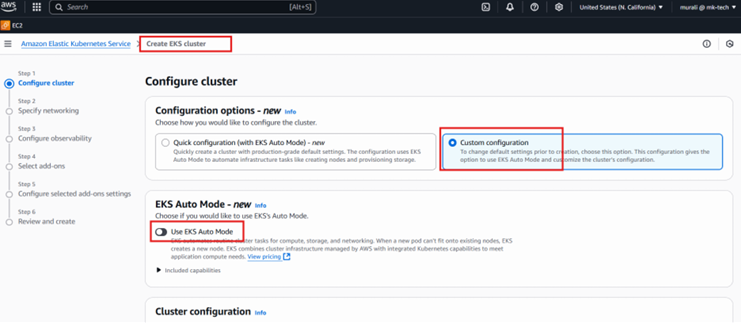 aws
Search
[Alt+S]
United States (N. California)
murali @ mk-tech
EC2
Amazon Elastic Kubernetes Service
Create EKS cluster
Step 1
Configure cluster
Step 2
Specify networking
Step 3
Configure observability
Step 4
Select add-ons
Step 5
Configure selected add-ons settings
Step 6
Review and create
Configure cluster
Configuration options - new Info
Choose how you would like to configure the cluster.
Quick configuration (with EKS Auto Mode) - new
Quickly create a cluster with production-grade default settings. The configuration uses EKS
Auto Mode to automate infrastructure tasks like creating nodes and provisioning storage.
Custom configuration
To change default settings prior to creation, choose this option. This configuration gives the
option to use EKS Auto Mode and customize the cluster's configuration.
EKS Auto Mode - new Info
Choose if you would like to use EKS's Auto Mode.
Use EKS Auto Mode
EKS automates routine cluster tasks for compute, storage, and networking. When a new pod can't fit onto existing nodes, EKS
creates a new node. EKS combines cluster infrastructure managed by AWS with integrated Kubernetes capabilities to meet
application compute needs. View pricing
Included capabilities
Cluster configuration Info